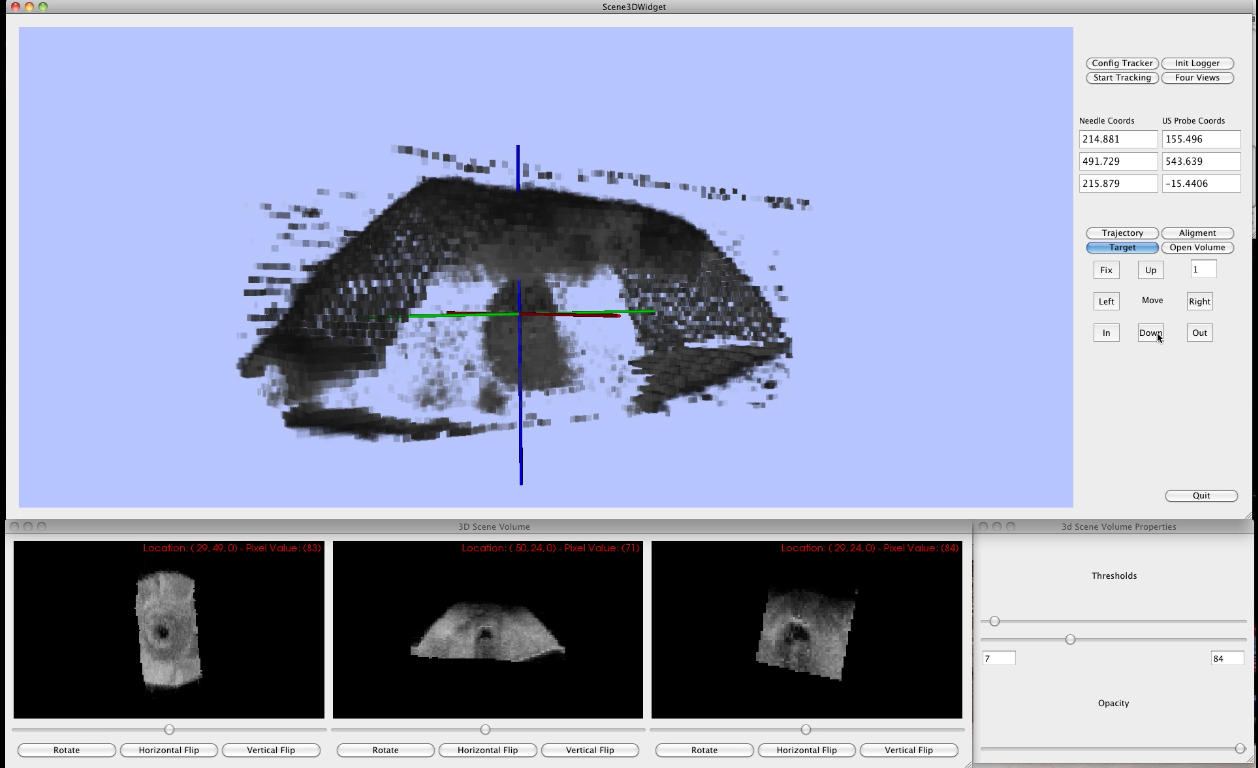 Scene3DWidget
Config Tracker Init Logger
Start Tracking Four Views
Needle Coords US Probe Coords
214.881 155.496
491.729 543.639
215.879 -15.4406
Trajectory Aligment
Target Open Volume
Fix Up 1
Left Move Right
In Down Out
Quit
3D Scene Volume
Location: ( 29, 49, 0) - Pixel Value: (83)
Location: ( 50, 24, 0) - Pixel Value: (71)
Location: ( 29, 24, 0) - Pixel Value: (84)
Rotate Horizontal Flip Vertical Flip
Rotate Horizontal Flip Vertical Flip
Rotate Horizontal Flip Vertical Flip
3d Scene Volume Properties
Thresholds
7 84
Opacity